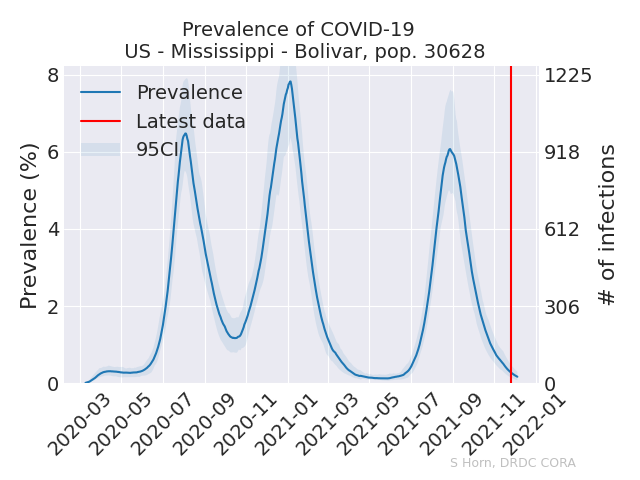 Prevalence of COVID-19
US - Mississippi - Bolivar, pop. 30628
Prevalence
Latest data
95CI
Prevalence (%)
8
6
4
2
0
# of infections
1225
918
612
306
0
2020-03
2020-05
2020-07
2020-09
2020-11
2021-01
2021-03
2021-05
2021-07
2021-09
2021-11
2022-01
S Horn, DRDC CORA